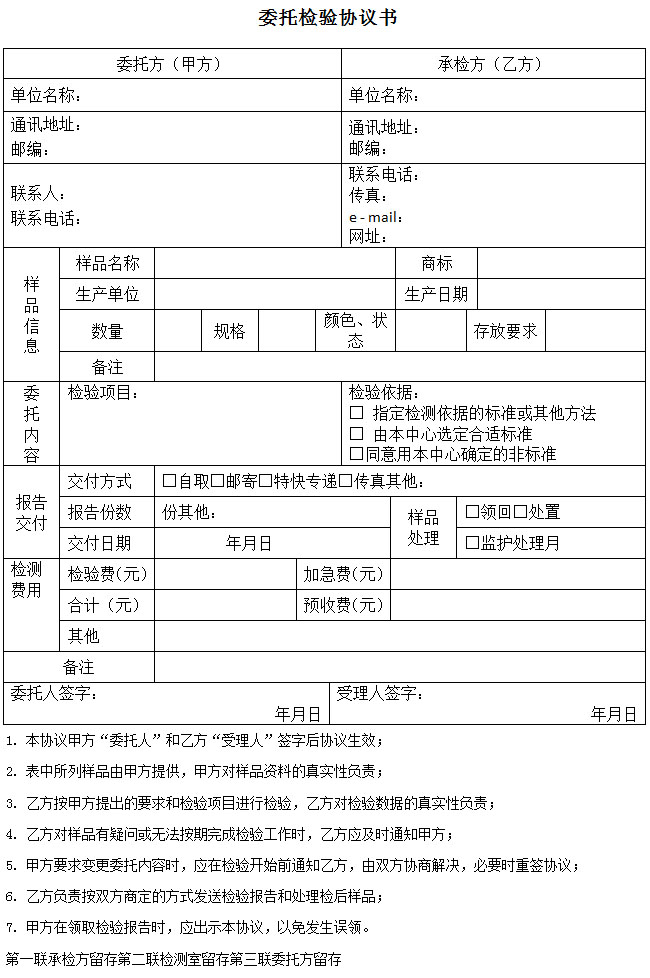 委托检验协议书
委托方（甲方）
承检方（乙方）
单位名称：
单位名称：
通讯地址：
邮编：
通讯地址：
邮编：
联系人：
联系电话：
联系电话：
传真：
e - mail：
网址：
样品信息
样品名称
商标
生产单位
生产日期
数量
规格
颜色、状
态
存放要求
备注
委托内容
检验项目：
检验依据：
□ 指定检测依据的标准或其他方法
□ 由本中心选定合适标准
□同意用本中心确定的非标准
报告
交付
交付方式
□自取□邮寄□特快专递□传真其他：
报告份数
份其他：
样品
处理
□领回□处置
交付日期
年月日
□监护处理月
检测
费用
检验费(元)
加急费(元)
合计（元）
预收费(元)
其他
备注
委托人签字：
年月日
受理人签字：
年月日
1. 本协议甲方“委托人”和乙方“受理人”签字后协议生效；
2. 表中所列样品由甲方提供，甲方对样品资料的真实性负责；
3. 乙方按甲方提出的要求和检验项目进行检验，乙方对检验数据的真实性负责；
4. 乙方对样品有疑问或无法按期完成检验工作时，乙方应及时通知甲方；
5. 甲方要求变更委托内容时，应在检验开始前通知乙方，由双方协商解决，必要时重签协议；
6. 乙方负责按双方商定的方式发送检验报告和处理检后样品；
7. 甲方在领取检验报告时，应出示本协议，以免发生误领。
第一联承检方留存第二联检测室留存第三联委托方留存